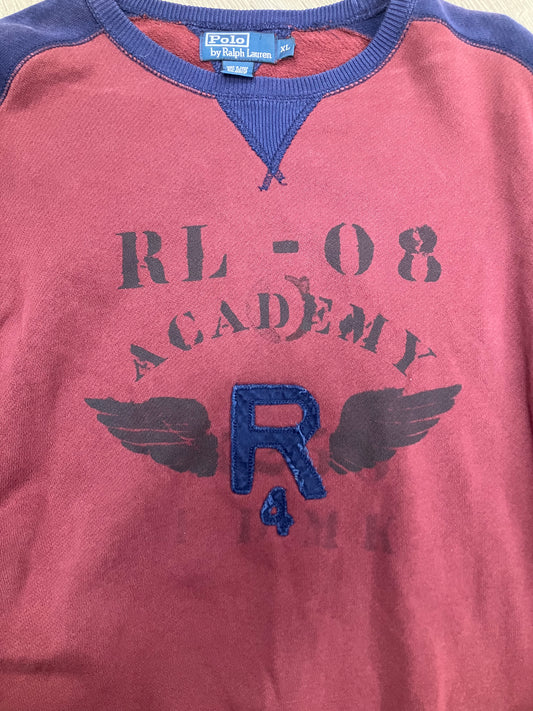 Polo
by Ralph Lauren
XL
RL - 08
ACADEMY
R
4